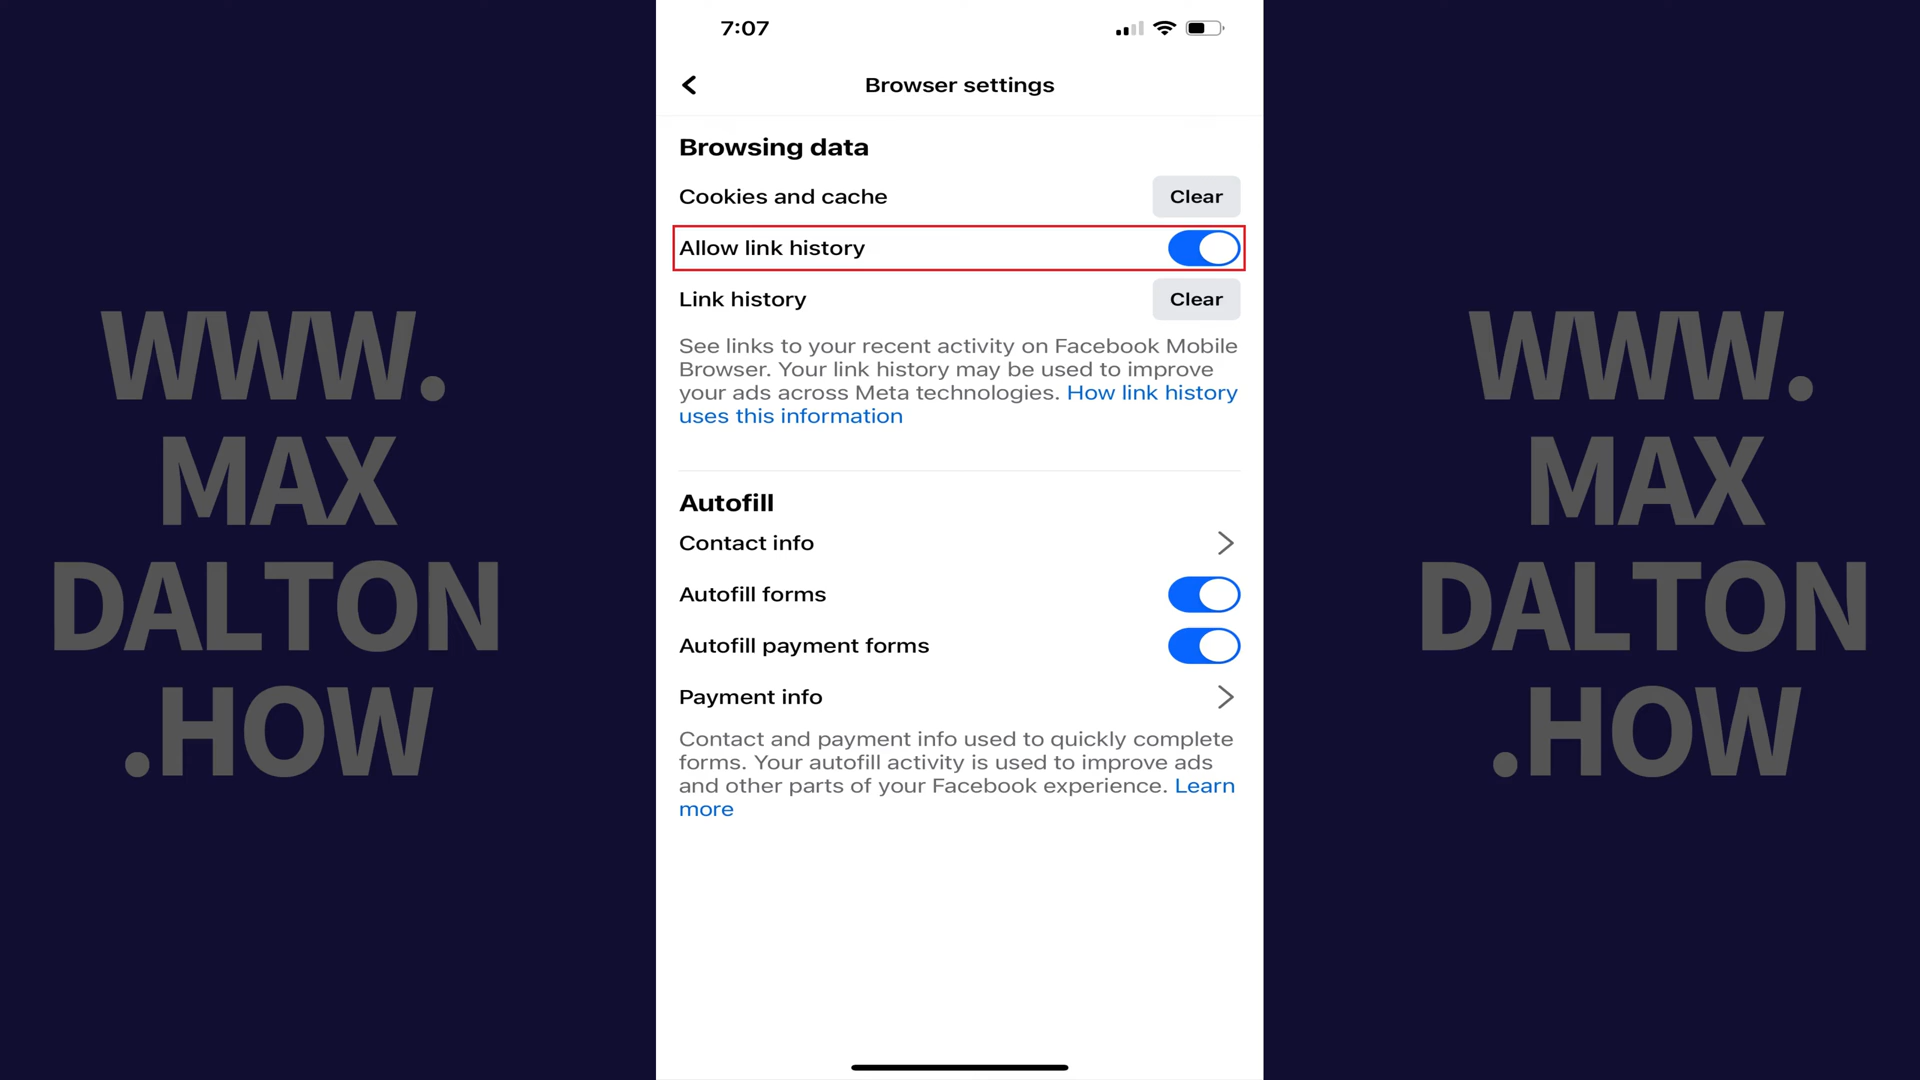 7:07
Browser settings
Browsing data
Cookies and cache
Clear
Allow link history
Link history
Clear
See links to your recent activity on Facebook Mobile
Browser. Your link history may be used to improve
your ads across Meta technologies. How link history
uses this information
Autofill
Contact info
Autofill forms
Autofill payment forms
Payment info
Contact and payment info used to quickly complete
forms. Your autofill activity is used to improve ads
and other parts of your Facebook experience. Learn
more
WWW.
MAX
DALTON
.HOW
WWW.
MAX
DALTON
.HOW